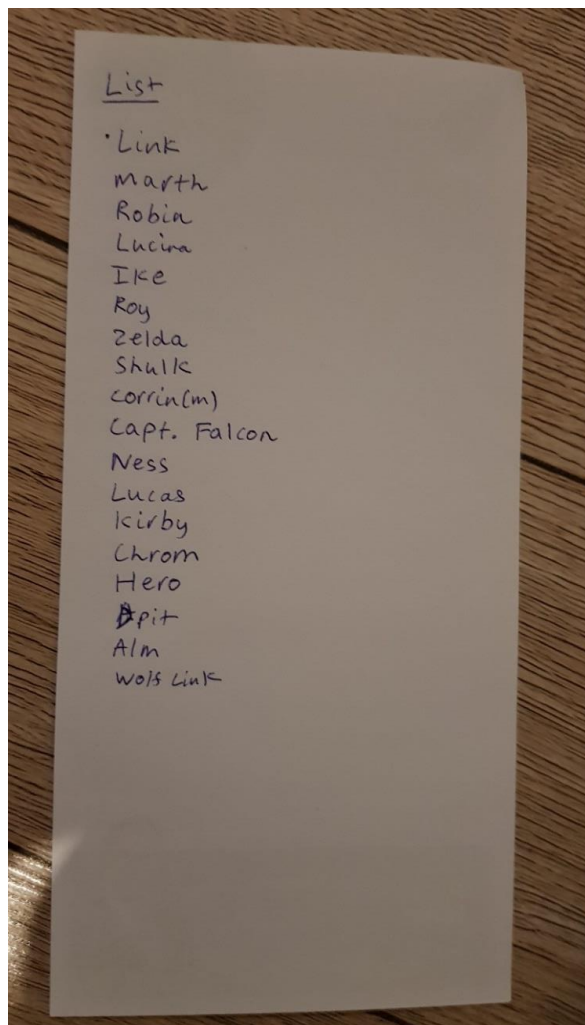 List
· Link
Marth
Robin
Lucina
Ike
Roy
Zelda
Shulk
corrin(m)
Capt. Falcon
Ness
Lucas
Kirby
Chrom
Hero
pit
Alm
Wolf Link